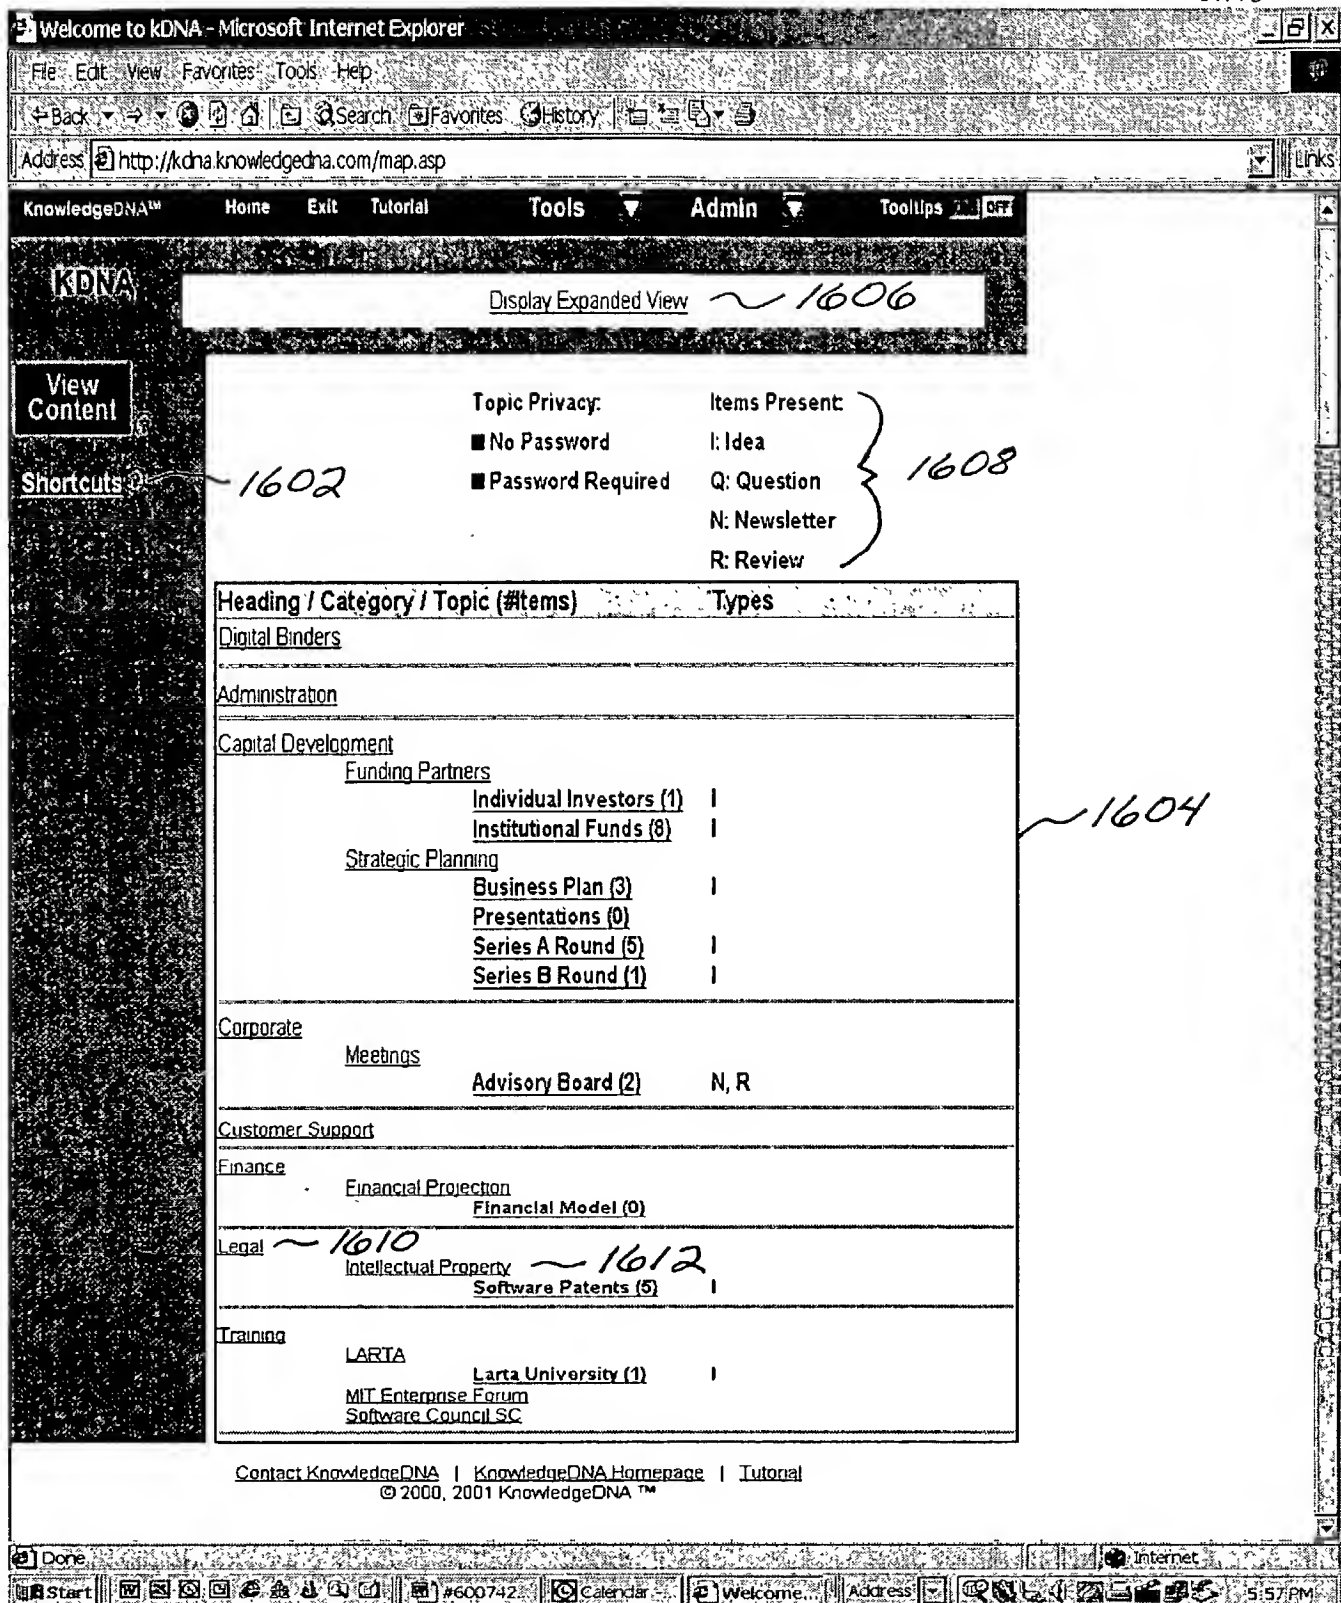 Welcome to kDNA - Microsoft Internet Explorer
File Edit View Favorites Tools Help
Back Search Favorites History
Address http://kdna.knowledgedna.com/map.asp Links
KnowledgeDNA™ Home Exit Tutorial Tools Admin Tooltips OFF
KDNA
Display Expanded View 1606
View
Content
Topic Privacy: Items Present:
No Password I: Idea
Shortcuts 1602 Password Required Q: Question 1608
N: Newsletter
R: Review
Heading / Category / Topic (#Items) Types
Digital Binders
Administration
Capital Development
Funding Partners
Individual Investors (1) I
Institutional Funds (8) I
1604
Strategic Planning
Business Plan (3) I
Presentations (0)
Series A Round (5) I
Series B Round (1) I
Corporate
Meetings
Advisory Board (2) N, R
Customer Support
Finance
Financial Projection
Financial Model (0)
Legal 1610
Intellectual Property 1612
Software Patents (5) I
Training
LARTA
Larta University (1) I
MIT Enterprise Forum
Software Council SC
Contact KnowledgeDNA | KnowledgeDNA Homepage | Tutorial
© 2000, 2001 KnowledgeDNA ™
Done Internet
Start #600742 Calendar - Welcome... Address 5:57 PM